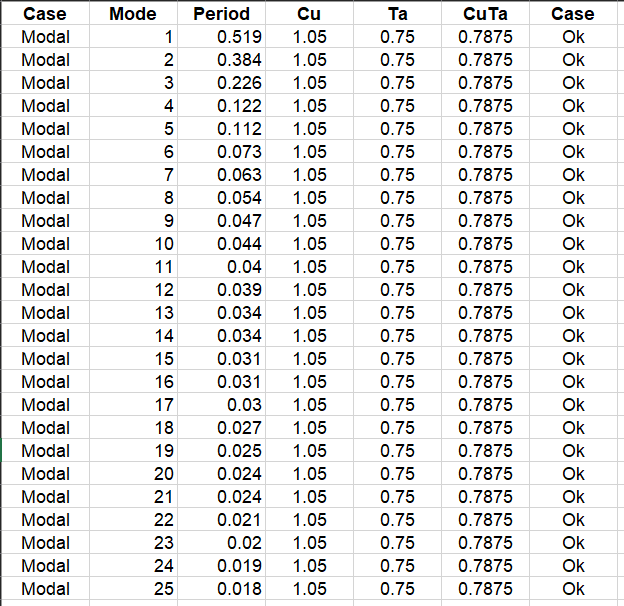 Case Mode Period Cu Ta CuTa Case
Modal 1 0.519 1.05 0.75 0.7875 Ok
Modal 2 0.384 1.05 0.75 0.7875 Ok
Modal 3 0.226 1.05 0.75 0.7875 Ok
Modal 4 0.122 1.05 0.75 0.7875 Ok
Modal 5 0.112 1.05 0.75 0.7875 Ok
Modal 6 0.073 1.05 0.75 0.7875 Ok
Modal 7 0.063 1.05 0.75 0.7875 Ok
Modal 8 0.054 1.05 0.75 0.7875 Ok
Modal 9 0.047 1.05 0.75 0.7875 Ok
Modal 10 0.044 1.05 0.75 0.7875 Ok
Modal 11 0.04 1.05 0.75 0.7875 Ok
Modal 12 0.039 1.05 0.75 0.7875 Ok
Modal 13 0.034 1.05 0.75 0.7875 Ok
Modal 14 0.034 1.05 0.75 0.7875 Ok
Modal 15 0.031 1.05 0.75 0.7875 Ok
Modal 16 0.031 1.05 0.75 0.7875 Ok
Modal 17 0.03 1.05 0.75 0.7875 Ok
Modal 18 0.027 1.05 0.75 0.7875 Ok
Modal 19 0.025 1.05 0.75 0.7875 Ok
Modal 20 0.024 1.05 0.75 0.7875 Ok
Modal 21 0.024 1.05 0.75 0.7875 Ok
Modal 22 0.021 1.05 0.75 0.7875 Ok
Modal 23 0.02 1.05 0.75 0.7875 Ok
Modal 24 0.019 1.05 0.75 0.7875 Ok
Modal 25 0.018 1.05 0.75 0.7875 Ok